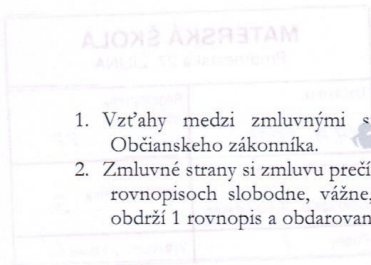 1. Vzťahy medzi zmluvnými s
Občianskeho zákonníka.
2. Zmluvné strany si zmluvu prečí
rovnopisoch slobodne, vážne,
obdrží 1 rovnopis a obdarovan